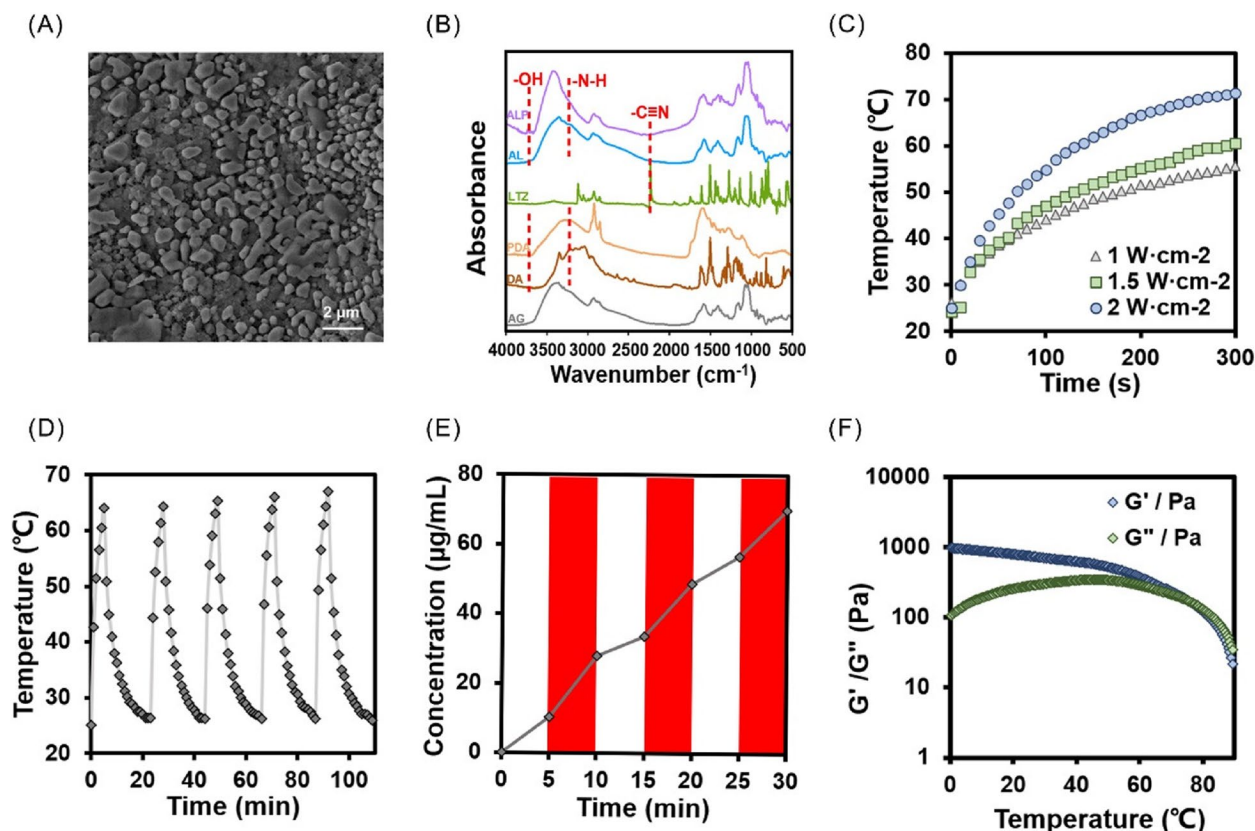 (A)
2 μm
(B)
-OH
-N-H
-C≡N
ALP
AL
LTZ
PDA
DA
AG
Absorbance
4000 3500 3000 2500 2000 1500 1000 500
Wavenumber (cm-1)
(C)
80
70
60
50
40
30
20
Temperature (℃)
1 W·cm-2
1.5 W·cm-2
2 W·cm-2
0 100 200 300
Time (s)
(D)
70
60
50
40
30
20
Temperature (℃)
0 20 40 60 80 100
Time (min)
(E)
80
60
40
20
0
Concentration (μg/mL)
0 5 10 15 20 25 30
Time (min)
(F)
10000
1000
100
10
1
G' /G" (Pa)
G' / Pa
G" / Pa
0 20 40 60 80
Temperature (℃)